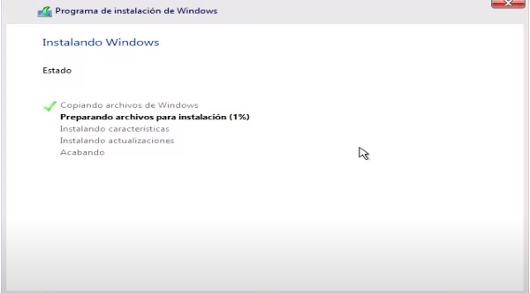 Programa de instalación de Windows
Instalando Windows
Estado
Copiando archivos de Windows
Preparando archivos para instalación (1%)
Instalando características
Instalando actualizaciones
Acabando